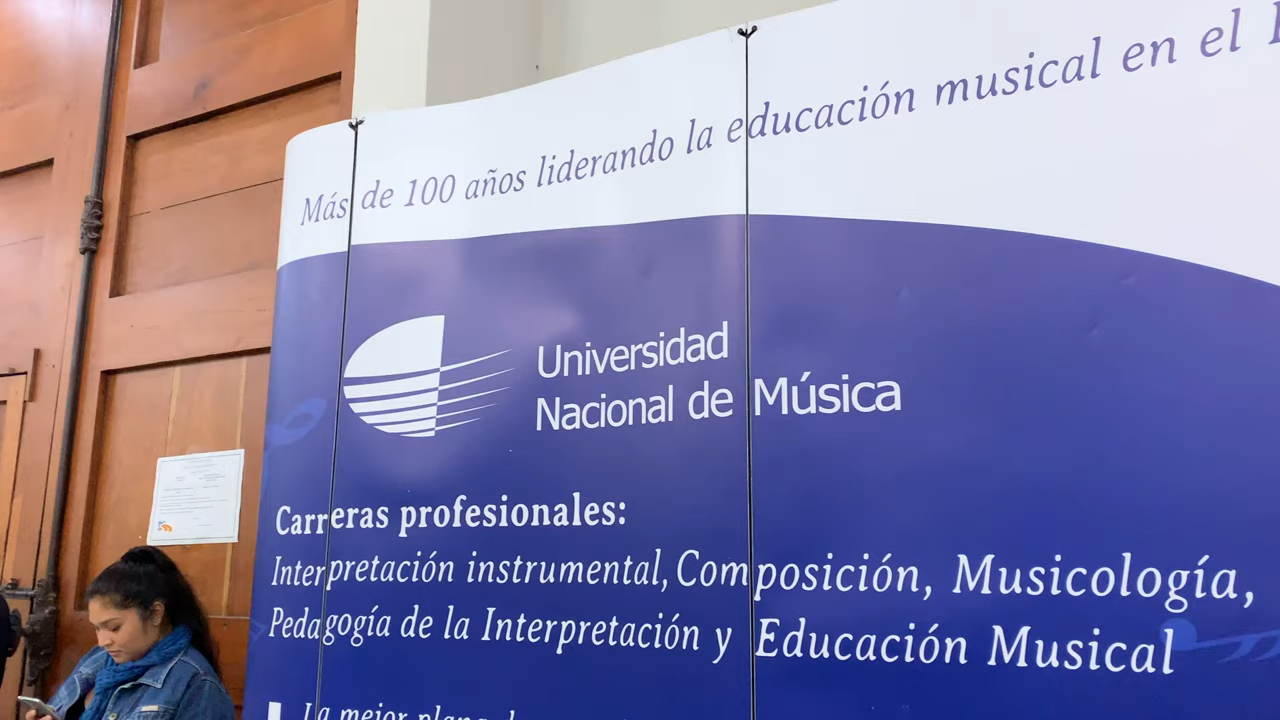 Más de 100 años liderando la educación musical en el
Universidad
Nacional de Música
Carreras profesionales:
Interpretación instrumental, Composición, Musicología,
Pedagogía de la Interpretación y Educación Musical
La mejor plana